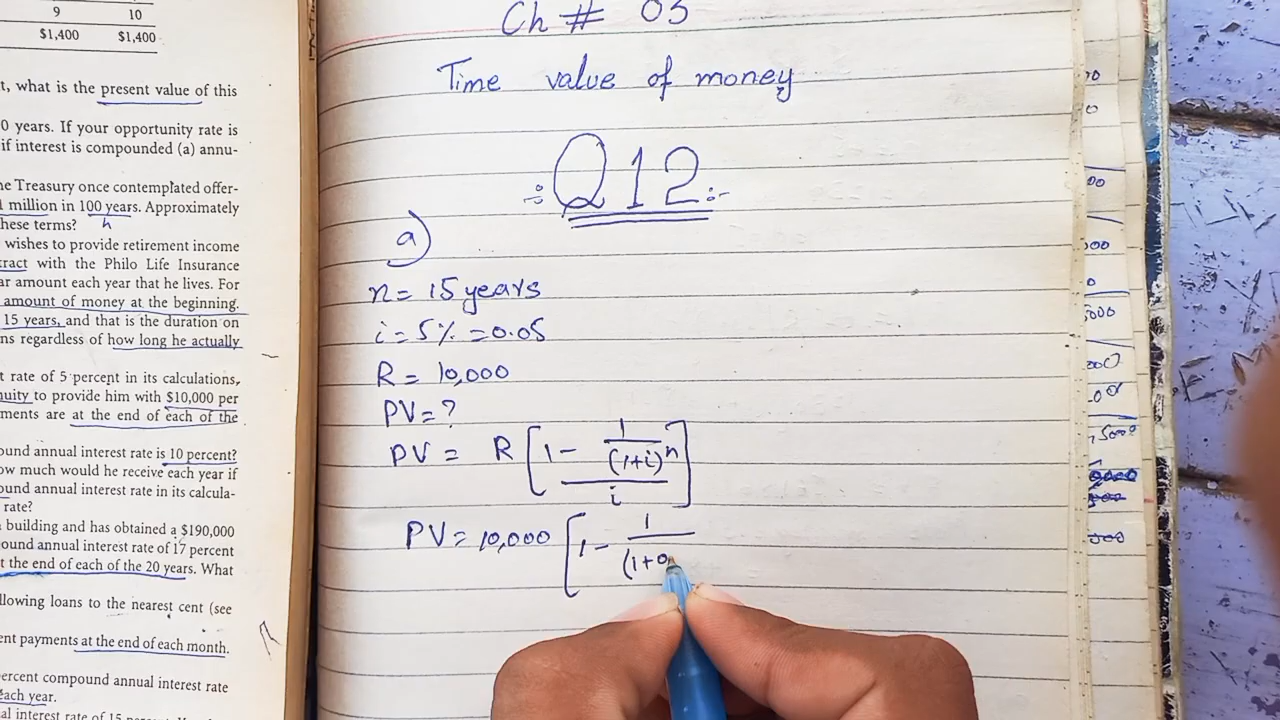 9 10
$1,400 $1,400
t, what is the present value of this
0 years. If your opportunity rate is
if interest is compounded (a) annu-
ne Treasury once contemplated offer-
1 million in 100 years. Approximately
hese terms? n
wishes to provide retirement income
ract with the Philo Life Insurance
ar amount each year that he lives. For
amount of money at the beginning.
15 years, and that is the duration on
ns regardless of how long he actually
t rate of 5 percent in its calculations,
nuity to provide him with $10,000 per
ments are at the end of each of the
ound annual interest rate is 10 percent?
ow much would he receive each year if
ound annual interest rate in its calcula-
rate?
building and has obtained a $190,000
ound annual interest rate of 17 percent
t the end of each of the 20 years. What
llowing loans to the nearest cent (see
ent payments at the end of each month.
ercent compound annual interest rate
each year.
al interest rate of 15
Ch # 03
Time value of money
Q12
a)
n = 15 years
i = 5% = 0.05
R = 10,000
PV = ?
PV = R [1 - 1/(1+i)^n / i]
PV = 10,000 [1 - 1/(1+0.